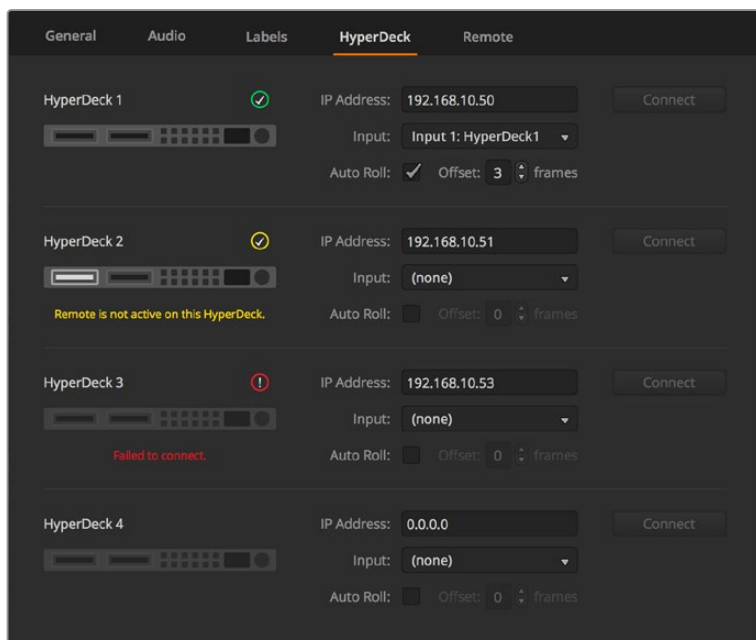 General Audio Labels HyperDeck Remote
HyperDeck 1 IP Address: 192.168.10.50 Connect
Input: Input 1: HyperDeck1
Auto Roll: Offset: 3 frames
HyperDeck 2 IP Address: 192.168.10.51 Connect
Input: (none)
Remote is not active on this HyperDeck. Auto Roll: Offset: 0 frames
HyperDeck 3 IP Address: 192.168.10.53 Connect
Input: (none)
Failed to connect. Auto Roll: Offset: 0 frames
HyperDeck 4 IP Address: 0.0.0.0 Connect
Input: (none)
Auto Roll: Offset: 0 frames